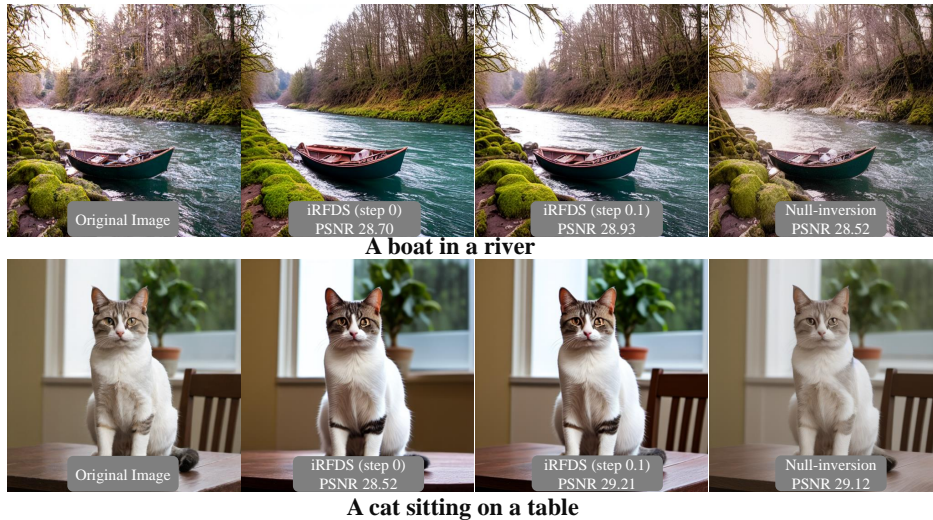 Original Image
iRFDS (step 0)
PSNR 28.70
iRFDS (step 0.1)
PSNR 28.93
Null-inversion
PSNR 28.52
A boat in a river
Original Image
iRFDS (step 0)
PSNR 28.52
iRFDS (step 0.1)
PSNR 29.21
Null-inversion
PSNR 29.12
A cat sitting on a table